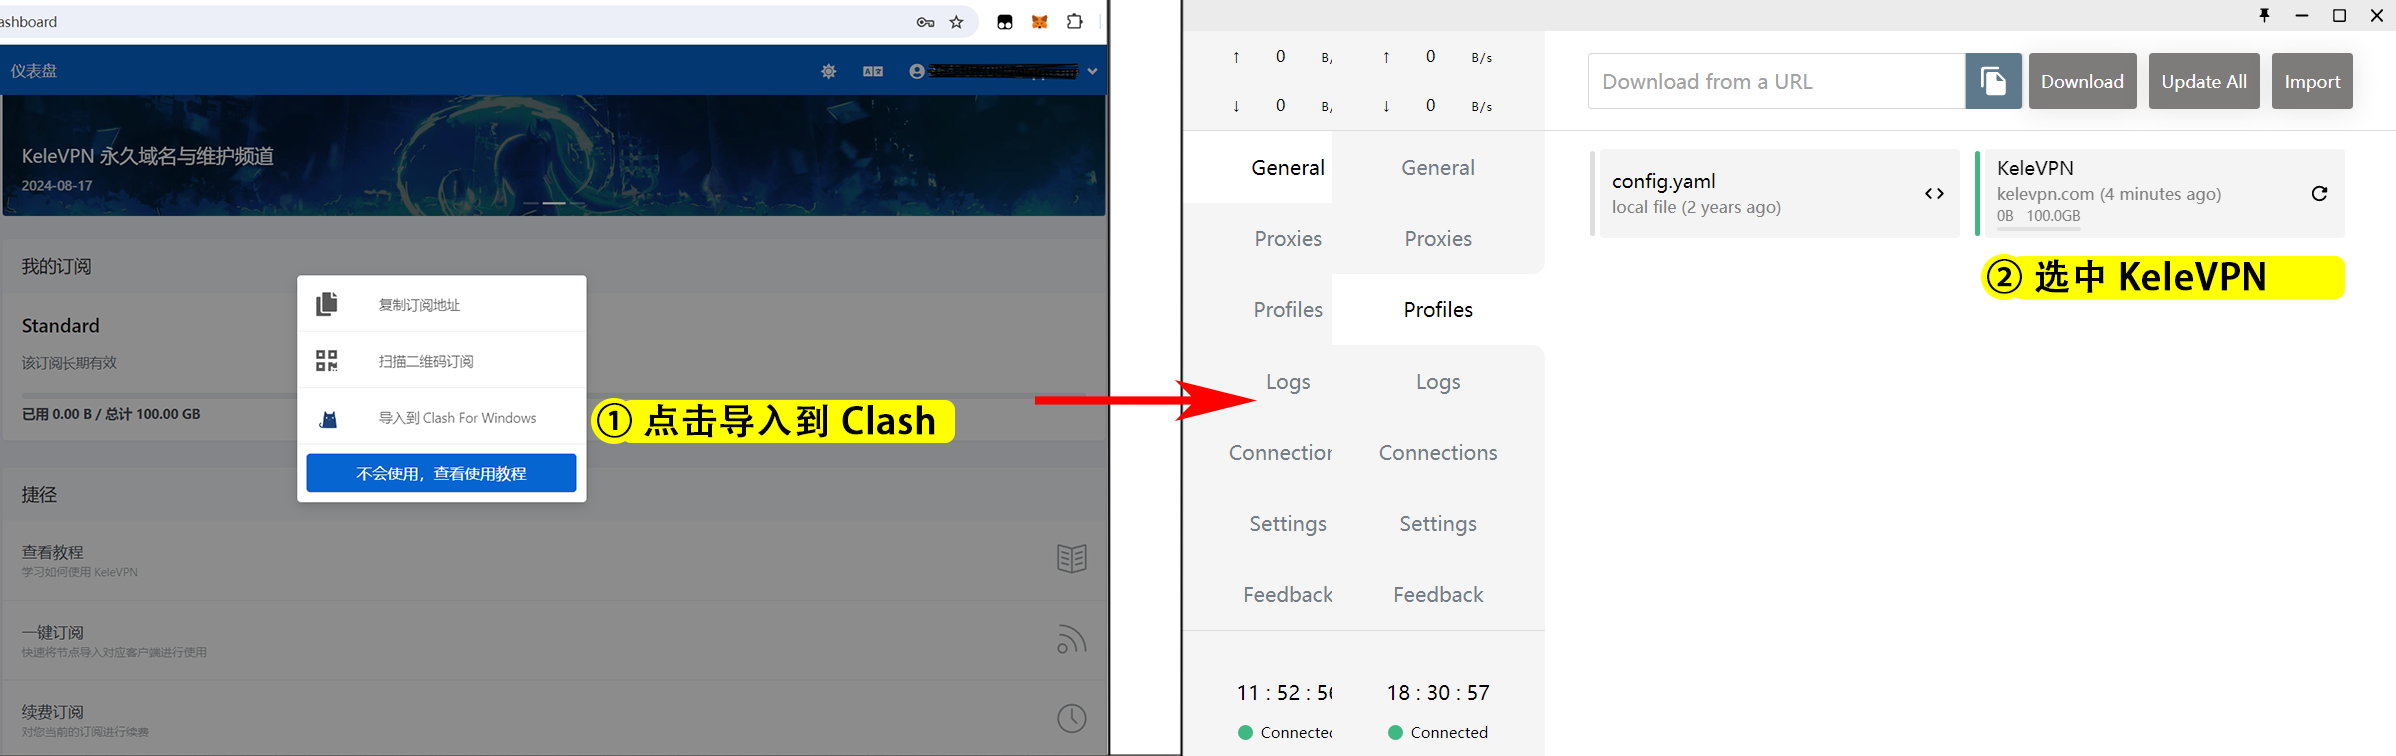 ashboard
仪表盘
KeleVPN 永久域名与维护频道
2024-08-17
我的订阅
Standard
该订阅长期有效
已用 0.00 B / 总计 100.00 GB
复制订阅地址
扫描二维码订阅
导入到 Clash For Windows
不会使用，查看使用教程
① 点击导入到 Clash
捷径
查看教程
学习如何使用 KeleVPN
一键订阅
快速将节点导入对应客户端进行使用
续费订阅
对您当前的订阅进行续费
↑ 0 B/
↓ 0 B/
General
Proxies
Profiles
Logs
Connection
Settings
Feedback
11 : 52 : 56
Connected
↑ 0 B/s
↓ 0 B/s
General
Proxies
Profiles
Logs
Connections
Settings
Feedback
18 : 30 : 57
Connected
Download from a URL
Download
Update All
Import
config.yaml
local file (2 years ago)
KeleVPN
kelevpn.com (4 minutes ago)
0B 100.0GB
② 选中 KeleVPN